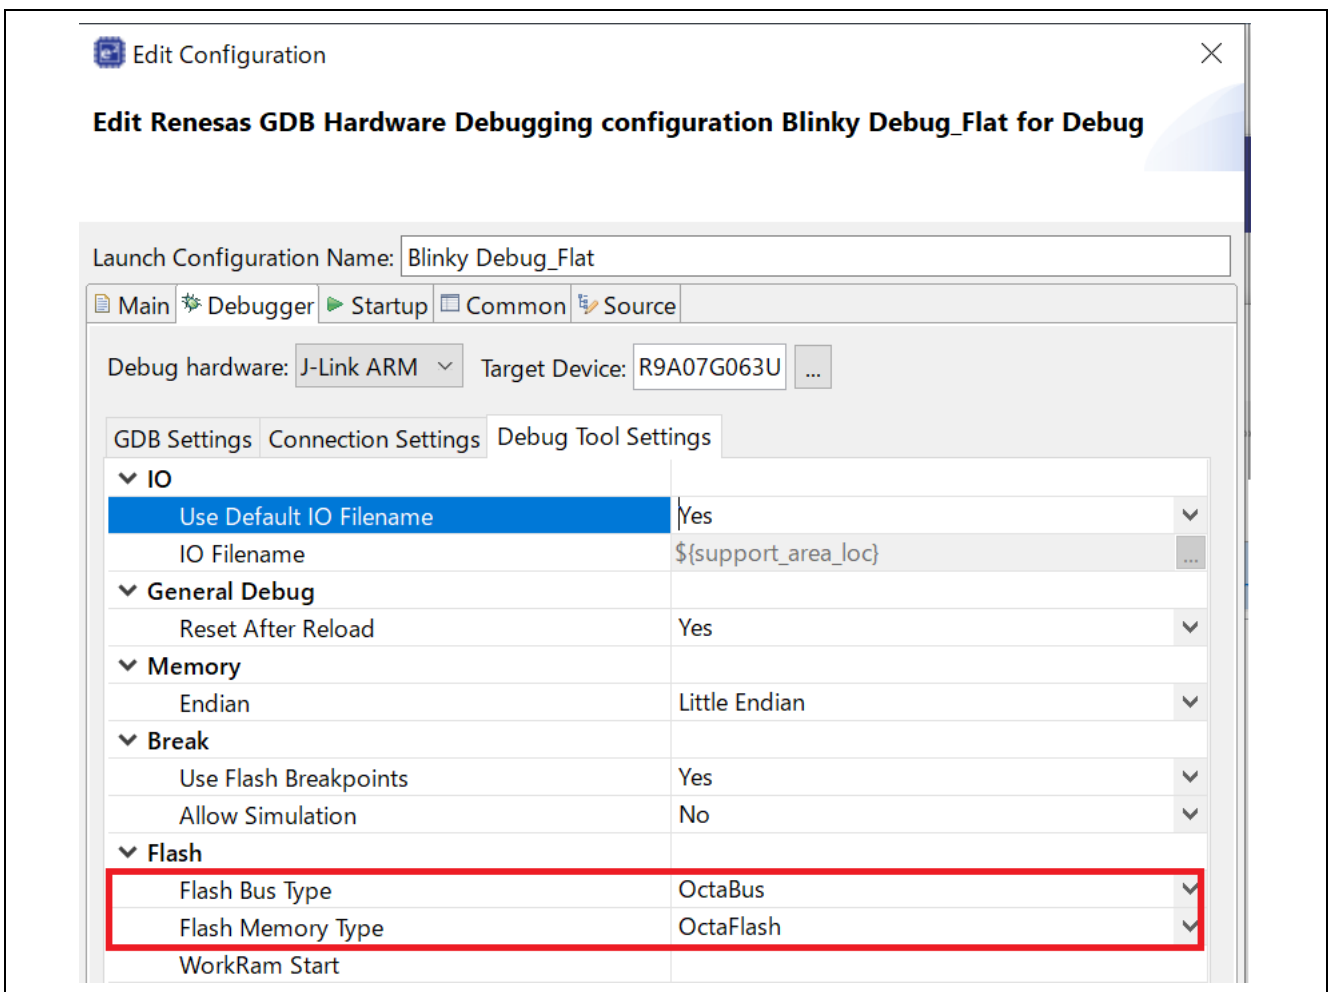 Edit Configuration
Edit Renesas GDB Hardware Debugging configuration Blinky Debug_Flat for Debug
Launch Configuration Name: Blinky Debug_Flat
Main Debugger Startup Common Source
Debug hardware: J-Link ARM Target Device: R9A07G063U ...
GDB Settings Connection Settings Debug Tool Settings
IO
Use Default IO Filename Yes
IO Filename ${support_area_loc} ...
General Debug
Reset After Reload Yes
Memory
Endian Little Endian
Break
Use Flash Breakpoints Yes
Allow Simulation No
Flash
Flash Bus Type OctaBus
Flash Memory Type OctaFlash
WorkRam Start